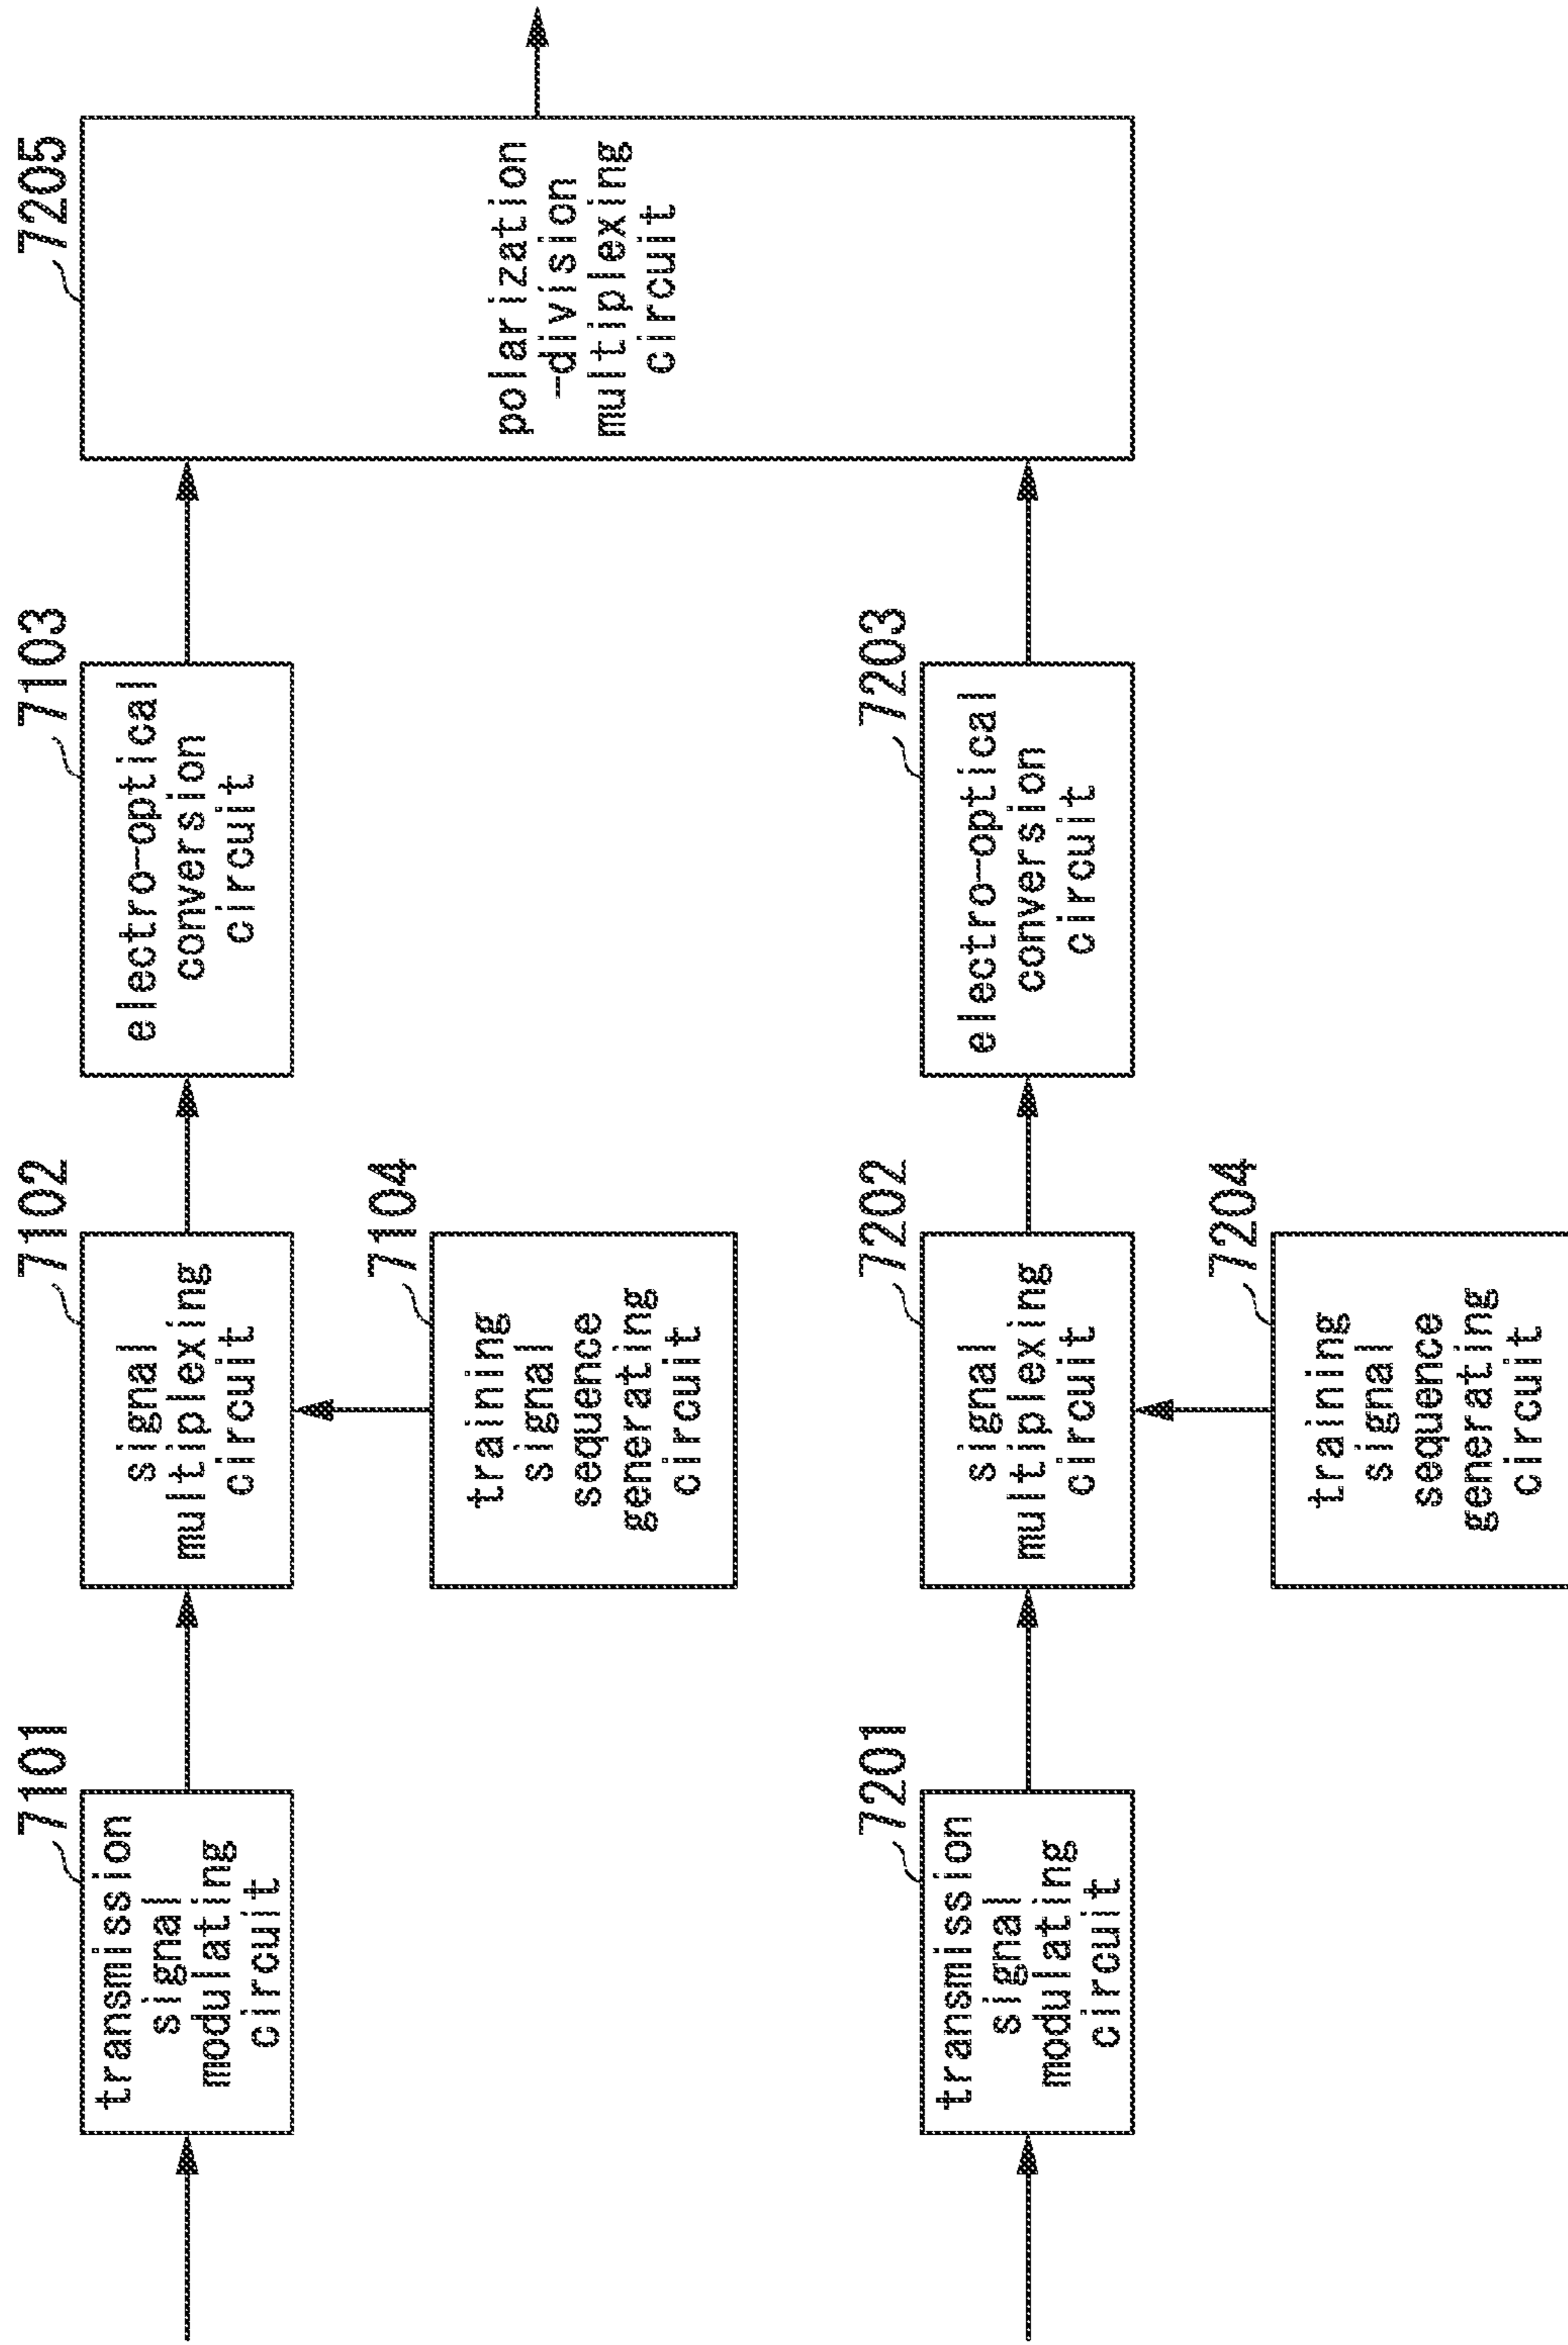 7101
transmission
signal
modulating
circuit
7102
signal
multiplexing
circuit
7103
electro-optical
conversion
circuit
7104
training
signal
sequence
generating
circuit
7205
polarization
-division
multiplexing
circuit
7201
transmission
signal
modulating
circuit
7202
signal
multiplexing
circuit
7203
electro-optical
conversion
circuit
7204
training
signal
sequence
generating
circuit